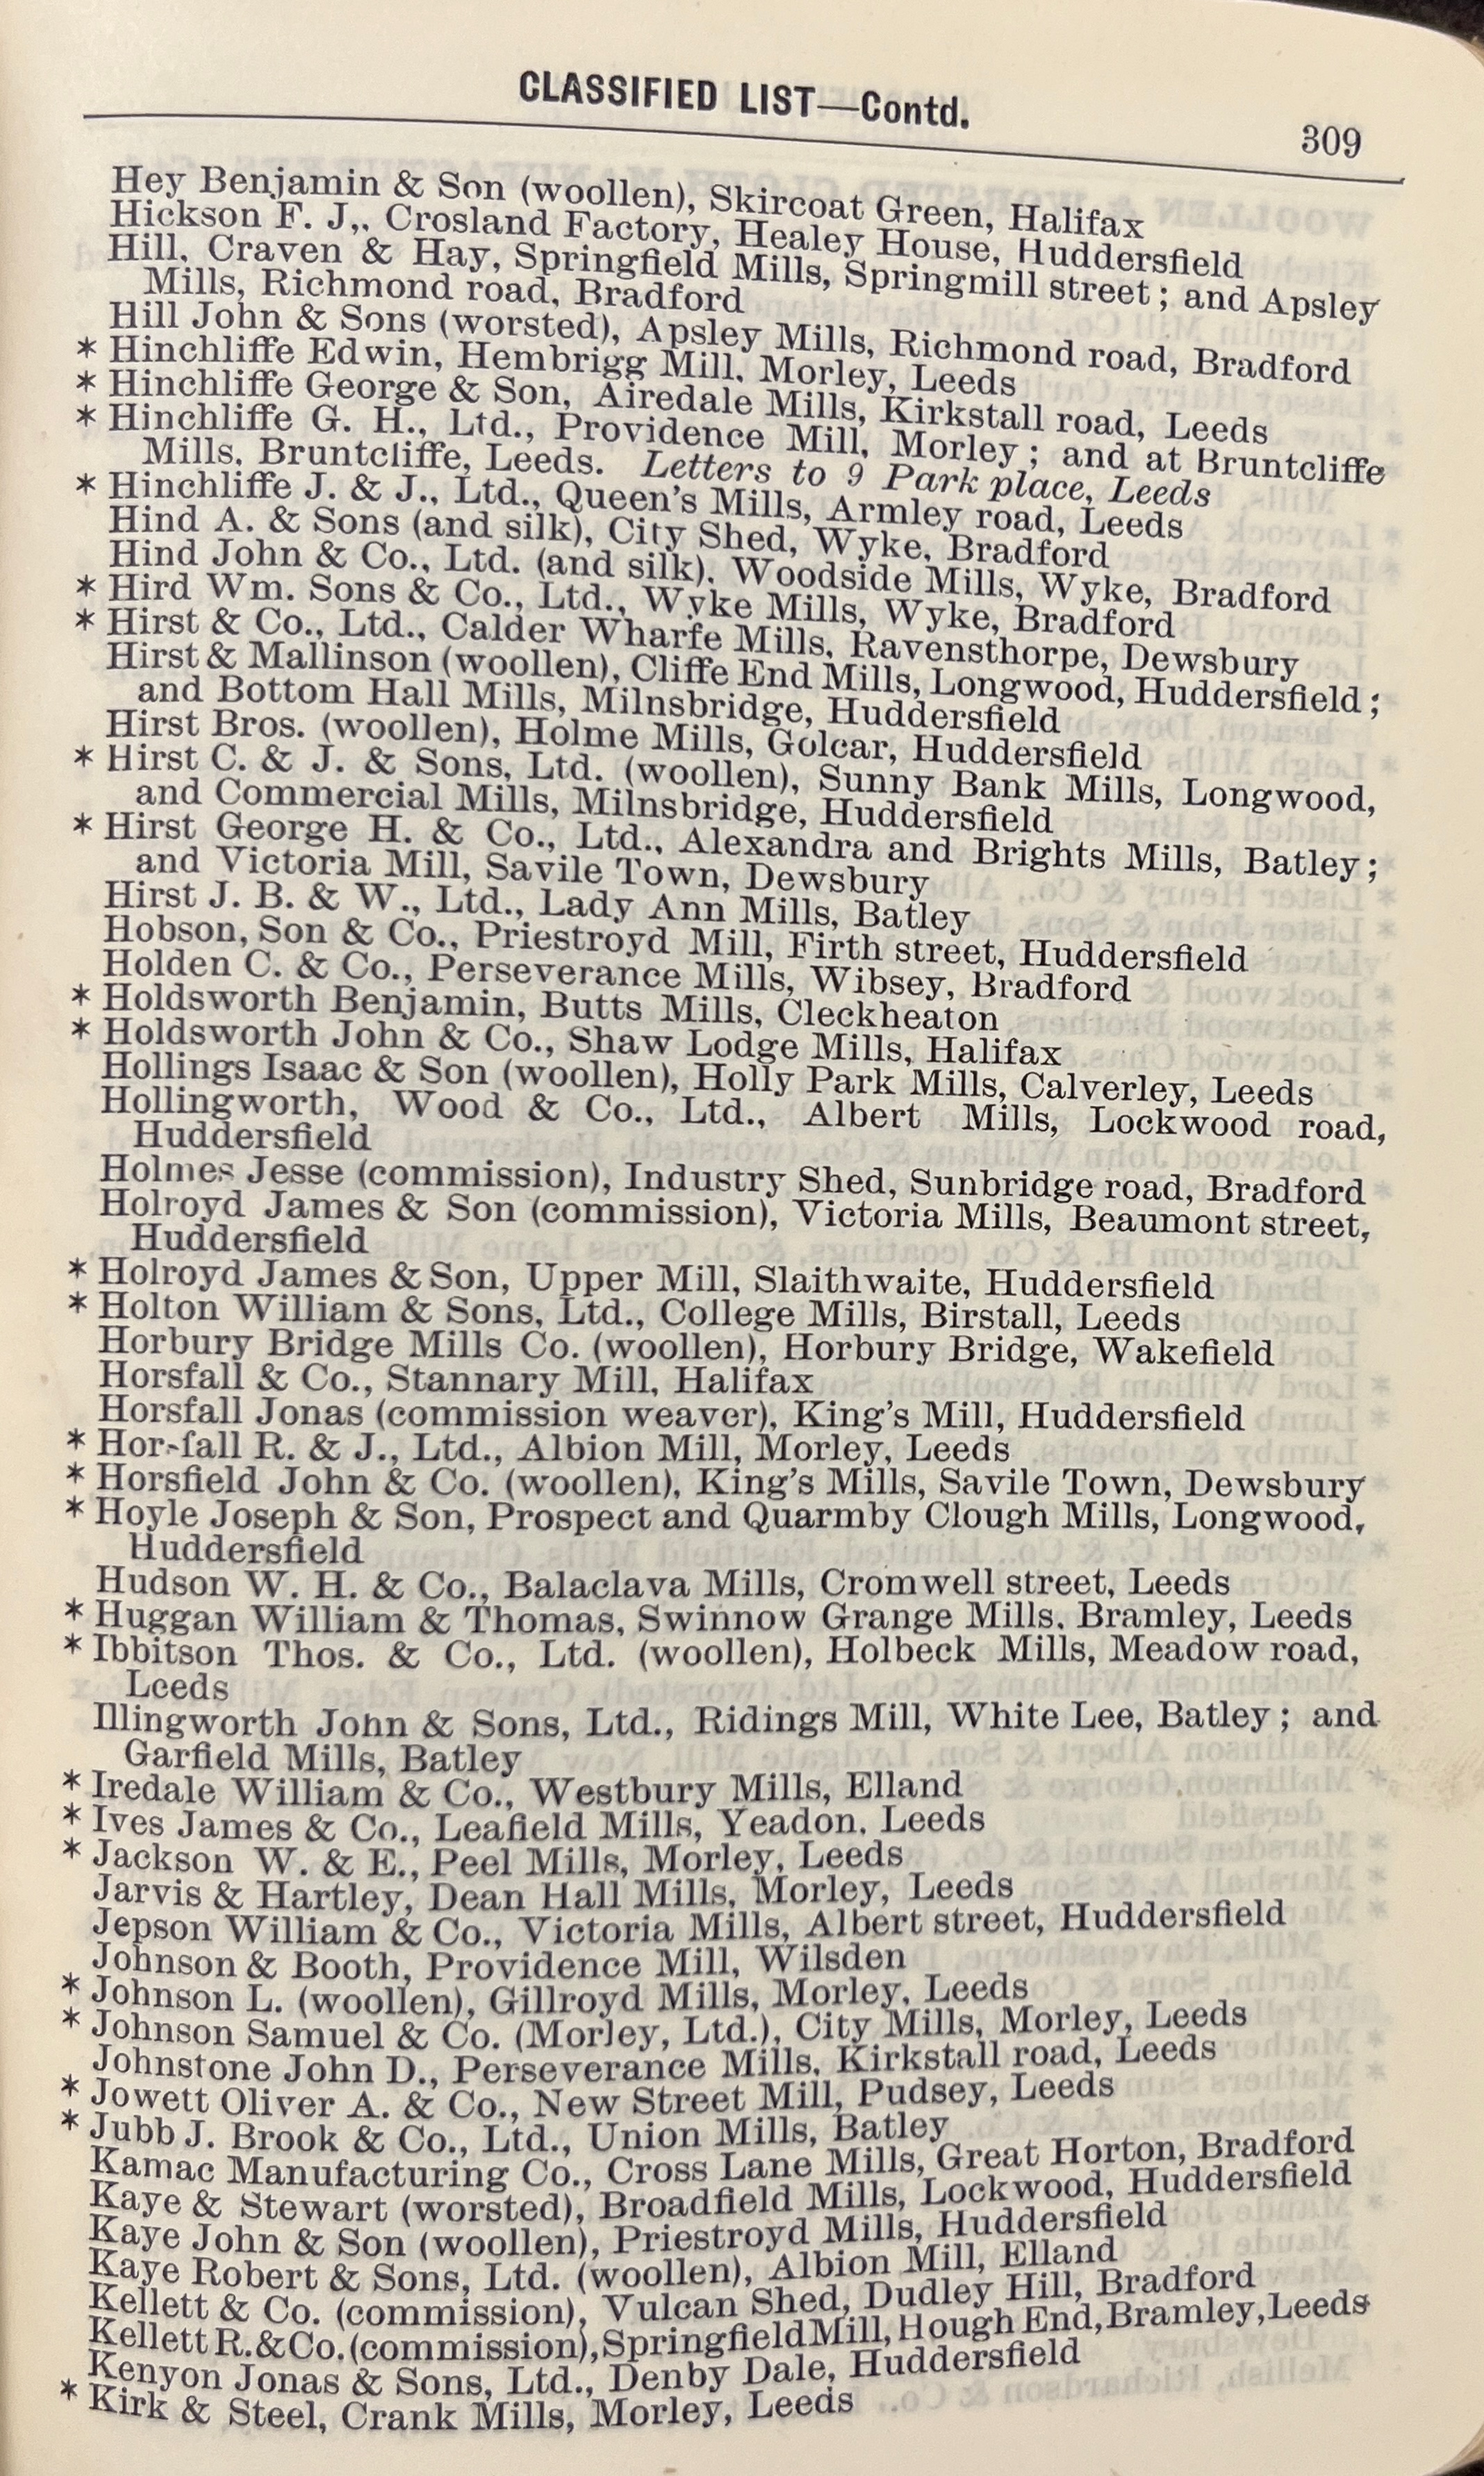 CLASSIFIED LIST—Contd.
309
Hey Benjamin & Son (woollen), Skircoat Green, Halifax
Hickson F. J,. Crosland Factory, Healey House, Huddersfield
Hill, Craven & Hay, Springfield Mills, Springmill street; and Apsley
Mills, Richmond road, Bradford
Hill John & Sons (worsted), Apsley Mills, Richmond road, Bradford
* Hinchliffe Edwin, Hembrigg Mill, Morley, Leeds
* Hinchliffe George & Son, Airedale Mills, Kirkstall road, Leeds
* Hinchliffe G. H., Ltd., Providence Mill, Morley; and at Bruntcliffe
Mills, Bruntcliffe, Leeds. Letters to 9 Park place, Leeds
* Hinchliffe J. & J., Ltd., Queen's Mills, Armley road, Leeds
Hind A. & Sons (and silk), City Shed, Wyke, Bradford
Hind John & Co., Ltd. (and silk), Woodside Mills, Wyke, Bradford
* Hird Wm. Sons & Co., Ltd., Wyke Mills, Wyke, Bradford
* Hirst & Co., Ltd., Calder Wharfe Mills, Ravensthorpe, Dewsbury
Hirst & Mallinson (woollen), Cliffe End Mills, Longwood, Huddersfield;
and Bottom Hall Mills, Milnsbridge, Huddersfield
Hirst Bros. (woollen), Holme Mills, Golcar, Huddersfield
* Hirst C. & J. & Sons, Ltd. (woollen), Sunny Bank Mills, Longwood,
and Commercial Mills, Milnsbridge, Huddersfield
* Hirst George H. & Co., Ltd., Alexandra and Brights Mills, Batley;
and Victoria Mill, Savile Town, Dewsbury
Hirst J. B. & W., Ltd., Lady Ann Mills, Batley
Hobson, Son & Co., Priestroyd Mill, Firth street, Huddersfield
Holden C. & Co., Perseverance Mills, Wibsey, Bradford
* Holdsworth Benjamin, Butts Mills, Cleckheaton
* Holdsworth John & Co., Shaw Lodge Mills, Halifax
Hollings Isaac & Son (woollen), Holly Park Mills, Calverley, Leeds
Hollingworth, Wood & Co., Ltd., Albert Mills, Lockwood road,
Huddersfield
Holmes Jesse (commission), Industry Shed, Sunbridge road, Bradford
Holroyd James & Son (commission), Victoria Mills, Beaumont street,
Huddersfield
* Holroyd James & Son, Upper Mill, Slaithwaite, Huddersfield
* Holton William & Sons, Ltd., College Mills, Birstall, Leeds
Horbury Bridge Mills Co. (woollen), Horbury Bridge, Wakefield
Horsfall & Co., Stannary Mill, Halifax
Horsfall Jonas (commission weaver), King's Mill, Huddersfield
* Horsfall R. & J., Ltd., Albion Mill, Morley, Leeds
* Horsfield John & Co. (woollen), King's Mills, Savile Town, Dewsbury
* Hoyle Joseph & Son, Prospect and Quarmby Clough Mills, Longwood,
Huddersfield
Hudson W. H. & Co., Balaclava Mills, Cromwell street, Leeds
* Huggan William & Thomas, Swinnow Grange Mills, Bramley, Leeds
* Ibbitson Thos. & Co., Ltd. (woollen), Holbeck Mills, Meadow road,
Leeds
Illingworth John & Sons, Ltd., Ridings Mill, White Lee, Batley; and
Garfield Mills, Batley
* Iredale William & Co., Westbury Mills, Elland
* Ives James & Co., Leafield Mills, Yeadon, Leeds
* Jackson W. & E., Peel Mills, Morley, Leeds
Jarvis & Hartley, Dean Hall Mills, Morley, Leeds
Jepson William & Co., Victoria Mills, Albert street, Huddersfield
Johnson & Booth, Providence Mill, Wilsden
* Johnson L. (woollen), Gillroyd Mills, Morley, Leeds
* Johnson Samuel & Co. (Morley, Ltd.), City Mills, Morley, Leeds
Johnstone John D., Perseverance Mills, Kirkstall road, Leeds
* Jowett Oliver A. & Co., New Street Mill, Pudsey, Leeds
* Jubb J. Brook & Co., Ltd., Union Mills, Batley
Kamac Manufacturing Co., Cross Lane Mills, Great Horton, Bradford
Kaye & Stewart (worsted), Broadfield Mills, Lockwood, Huddersfield
Kaye John & Son (woollen), Priestroyd Mills, Huddersfield
Kaye Robert & Sons, Ltd. (woollen), Albion Mill, Elland
Kellett & Co. (commission), Vulcan Shed, Dudley Hill, Bradford
Kellett R. & Co. (commission), Springfield Mill, Hough End, Bramley, Leeds
Kenyon Jonas & Sons, Ltd., Denby Dale, Huddersfield
* Kirk & Steel, Crank Mills, Morley, Leeds